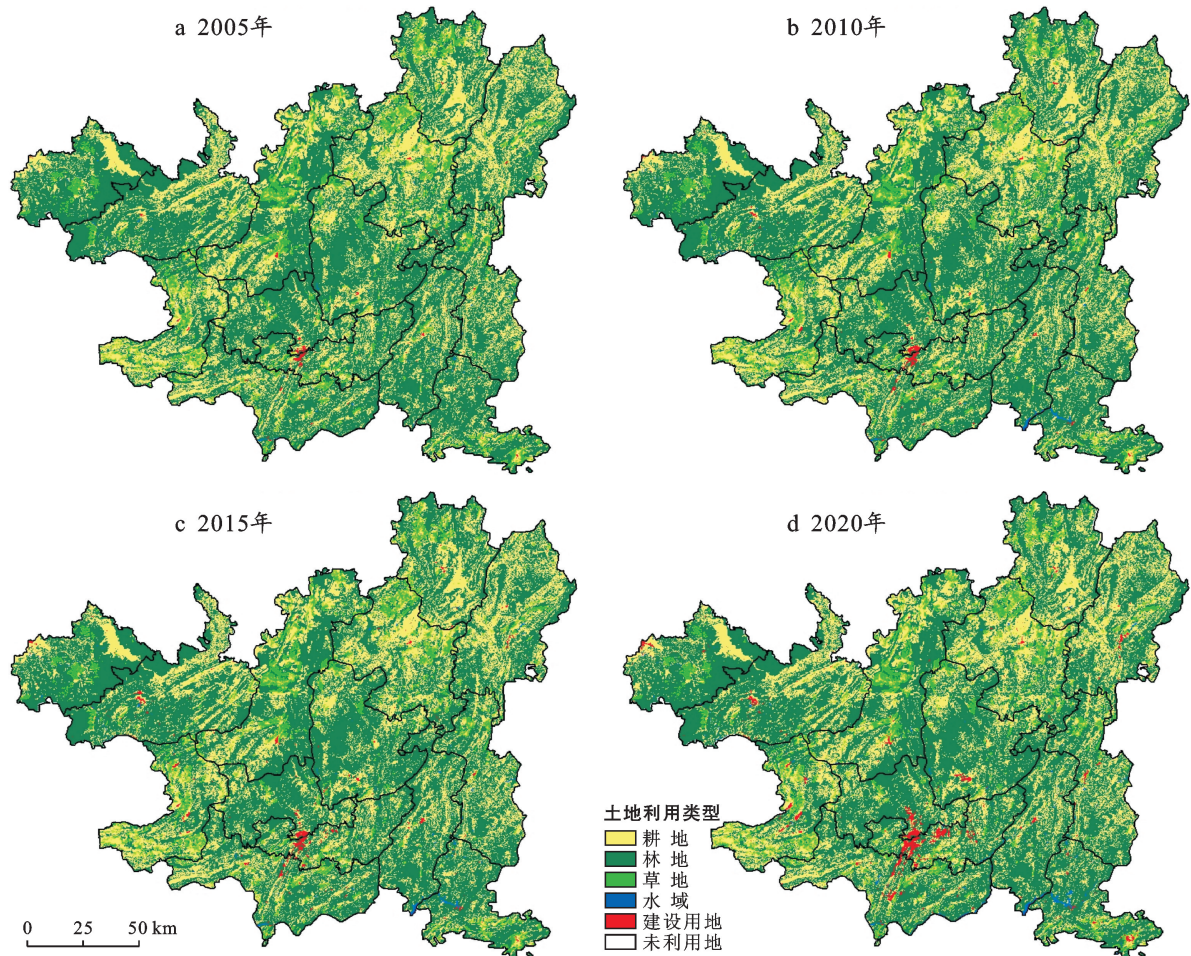 a 2005年
b 2010年
c 2015年
d 2020年
土地利用类型
耕 地
林 地
草 地
水 域
建设用地
未利用地
0 25 50 km